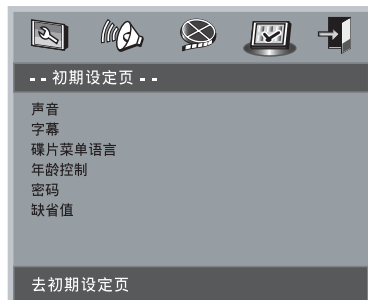 -- 初期设定页 --
声音
字幕
碟片菜单语言
年龄控制
密码
缺省值
去初期设定页